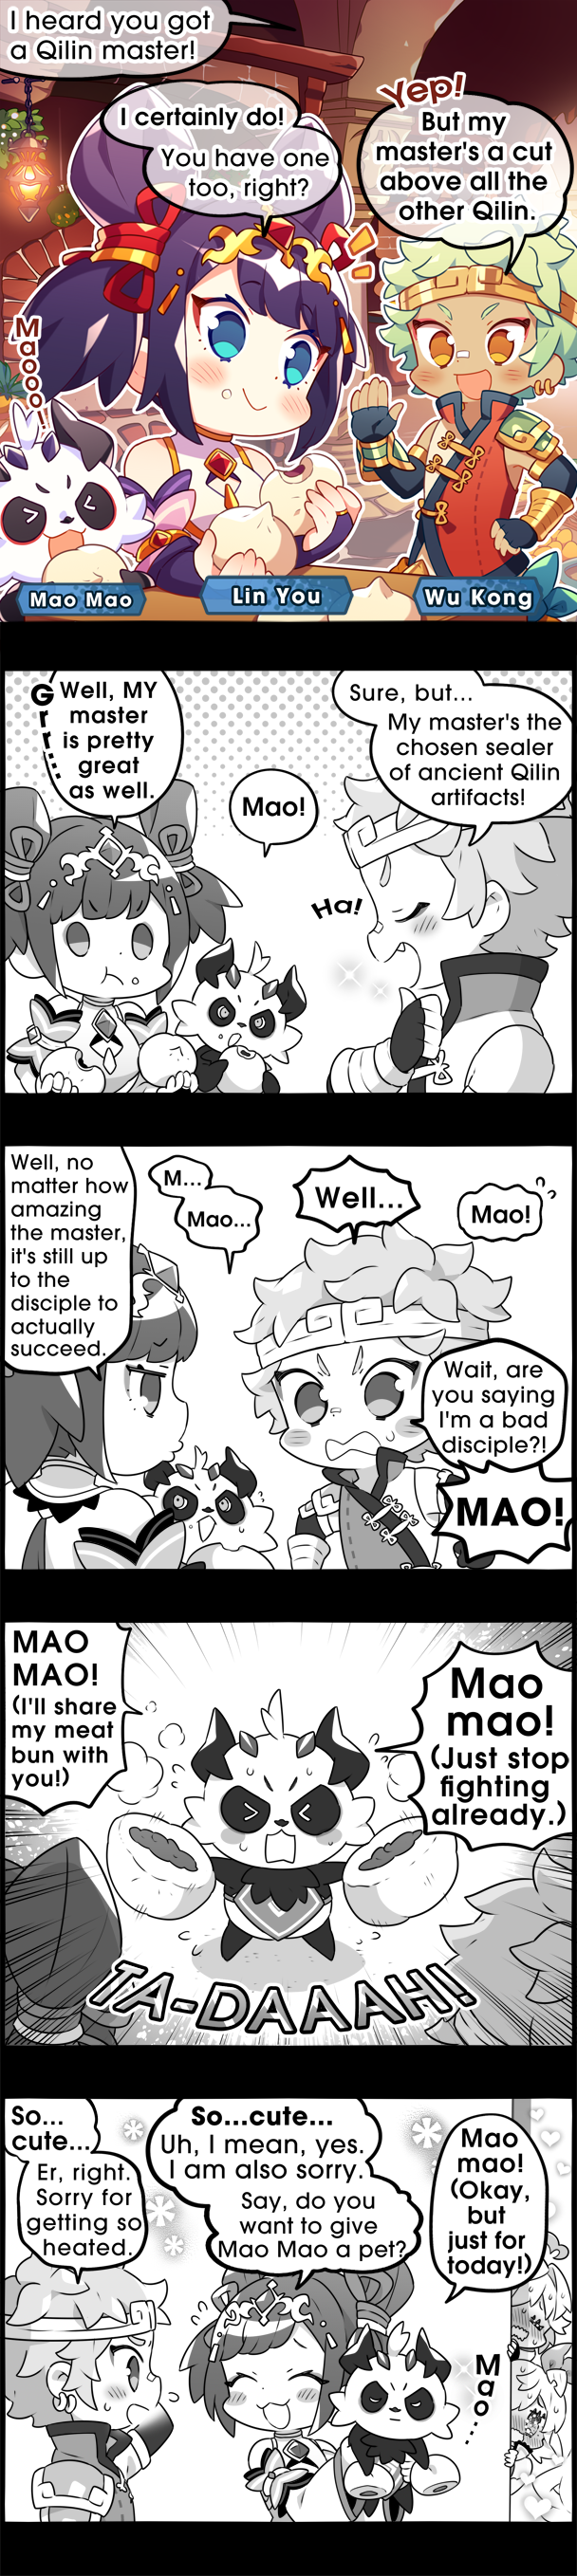 I heard you got
a Qilin master!
I certainly do!
You have one
too, right?
Yep!
But my
master's a cut
above all the
other Qilin.
Maooo!!
Mao Mao
Lin You
Wu Kong
Grr...
Well, MY
master
is pretty
great
as well.
Mao!
Sure, but...
My master's the
chosen sealer
of ancient Qilin
artifacts!
Ha!
Well, no
matter how
amazing
the master,
it's still up
to the
disciple to
actually
succeed.
M...
Mao...
Well...
Mao!
Wait, are
you saying
I'm a bad
disciple?!
MAO!
MAO
MAO!
(I'll share
my meat
bun with
you!)
Mao
mao!
(Just stop
fighting
already.)
TA-DAAAH!
So...
cute...
Er, right.
Sorry for
getting so
heated.
So...cute...
Uh, I mean, yes.
I am also sorry.
Say, do you
want to give
Mao Mao a pet?
Mao
mao!
(Okay,
but
just for
today!)
Mao...